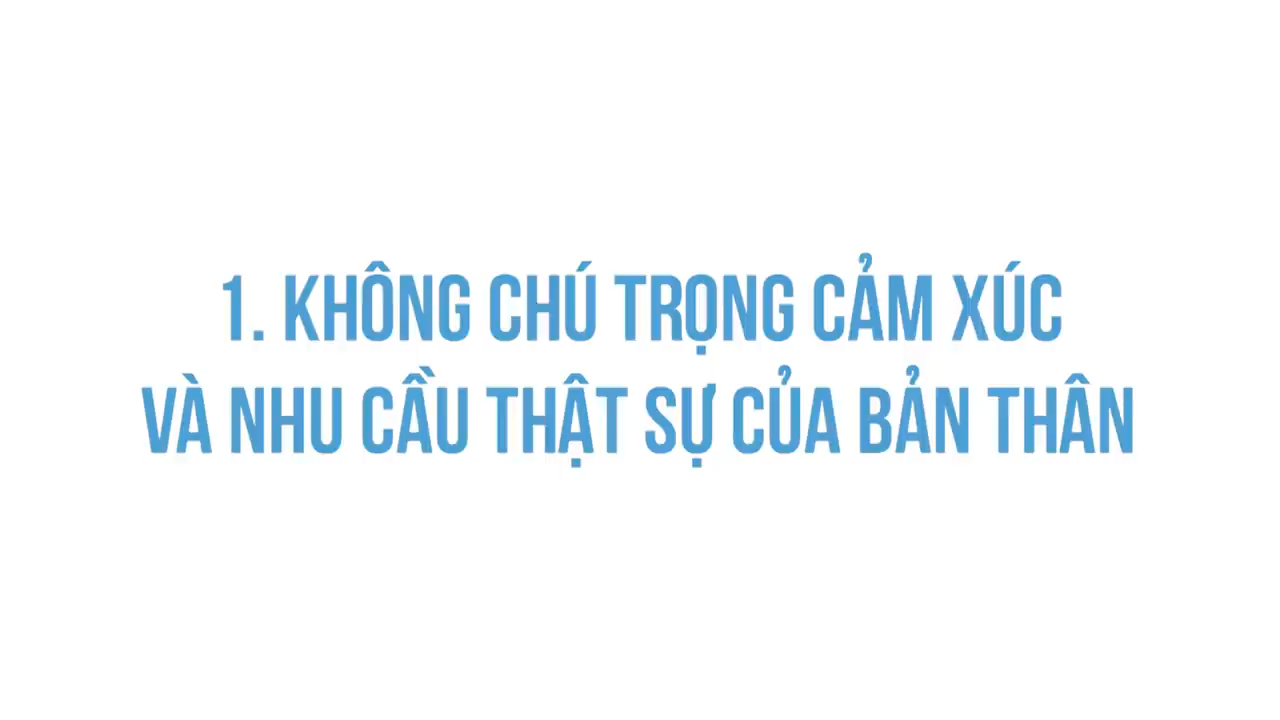 1. KHÔNG CHÚ TRỌNG CẢM XÚC
VÀ NHU CẦU THẬT SỰ CỦA BẢN THÂN